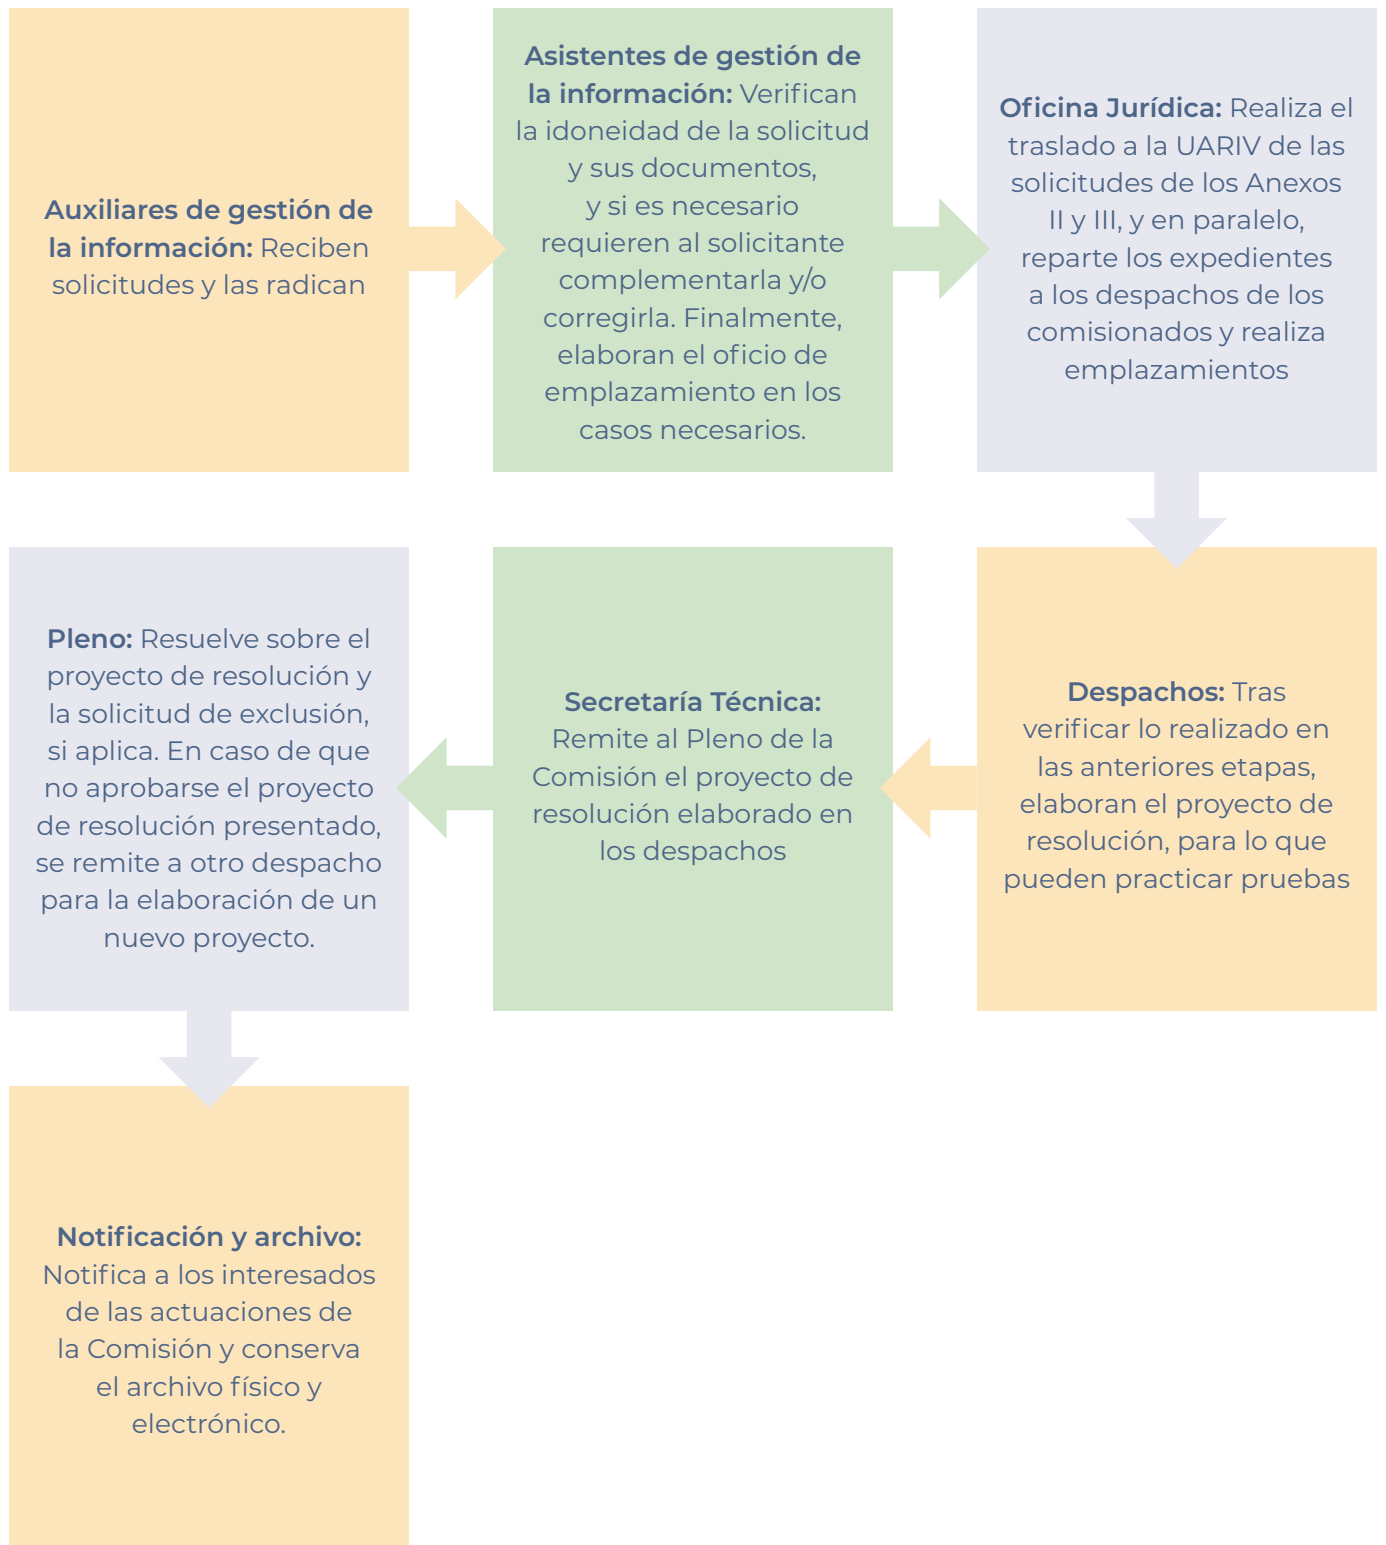 Auxiliares de gestión de
la información: Reciben
solicitudes y las radican
Asistentes de gestión de
la información: Verifican
la idoneidad de la solicitud
y sus documentos,
y si es necesario
requieren al solicitante
complementarla y/o
corregirla. Finalmente,
elaboran el oficio de
emplazamiento en los
casos necesarios.
Oficina Jurídica: Realiza el
traslado a la UARIV de las
solicitudes de los Anexos
II y III, y en paralelo,
reparte los expedientes
a los despachos de los
comisionados y realiza
emplazamientos
Despachos: Tras
verificar lo realizado en
las anteriores etapas,
elaboran el proyecto de
resolución, para lo que
pueden practicar pruebas
Secretaría Técnica:
Remite al Pleno de la
Comisión el proyecto de
resolución elaborado en
los despachos
Pleno: Resuelve sobre el
proyecto de resolución y
la solicitud de exclusión,
si aplica. En caso de que
no aprobarse el proyecto
de resolución presentado,
se remite a otro despacho
para la elaboración de un
nuevo proyecto.
Notificación y archivo:
Notifica a los interesados
de las actuaciones de
la Comisión y conserva
el archivo físico y
electrónico.